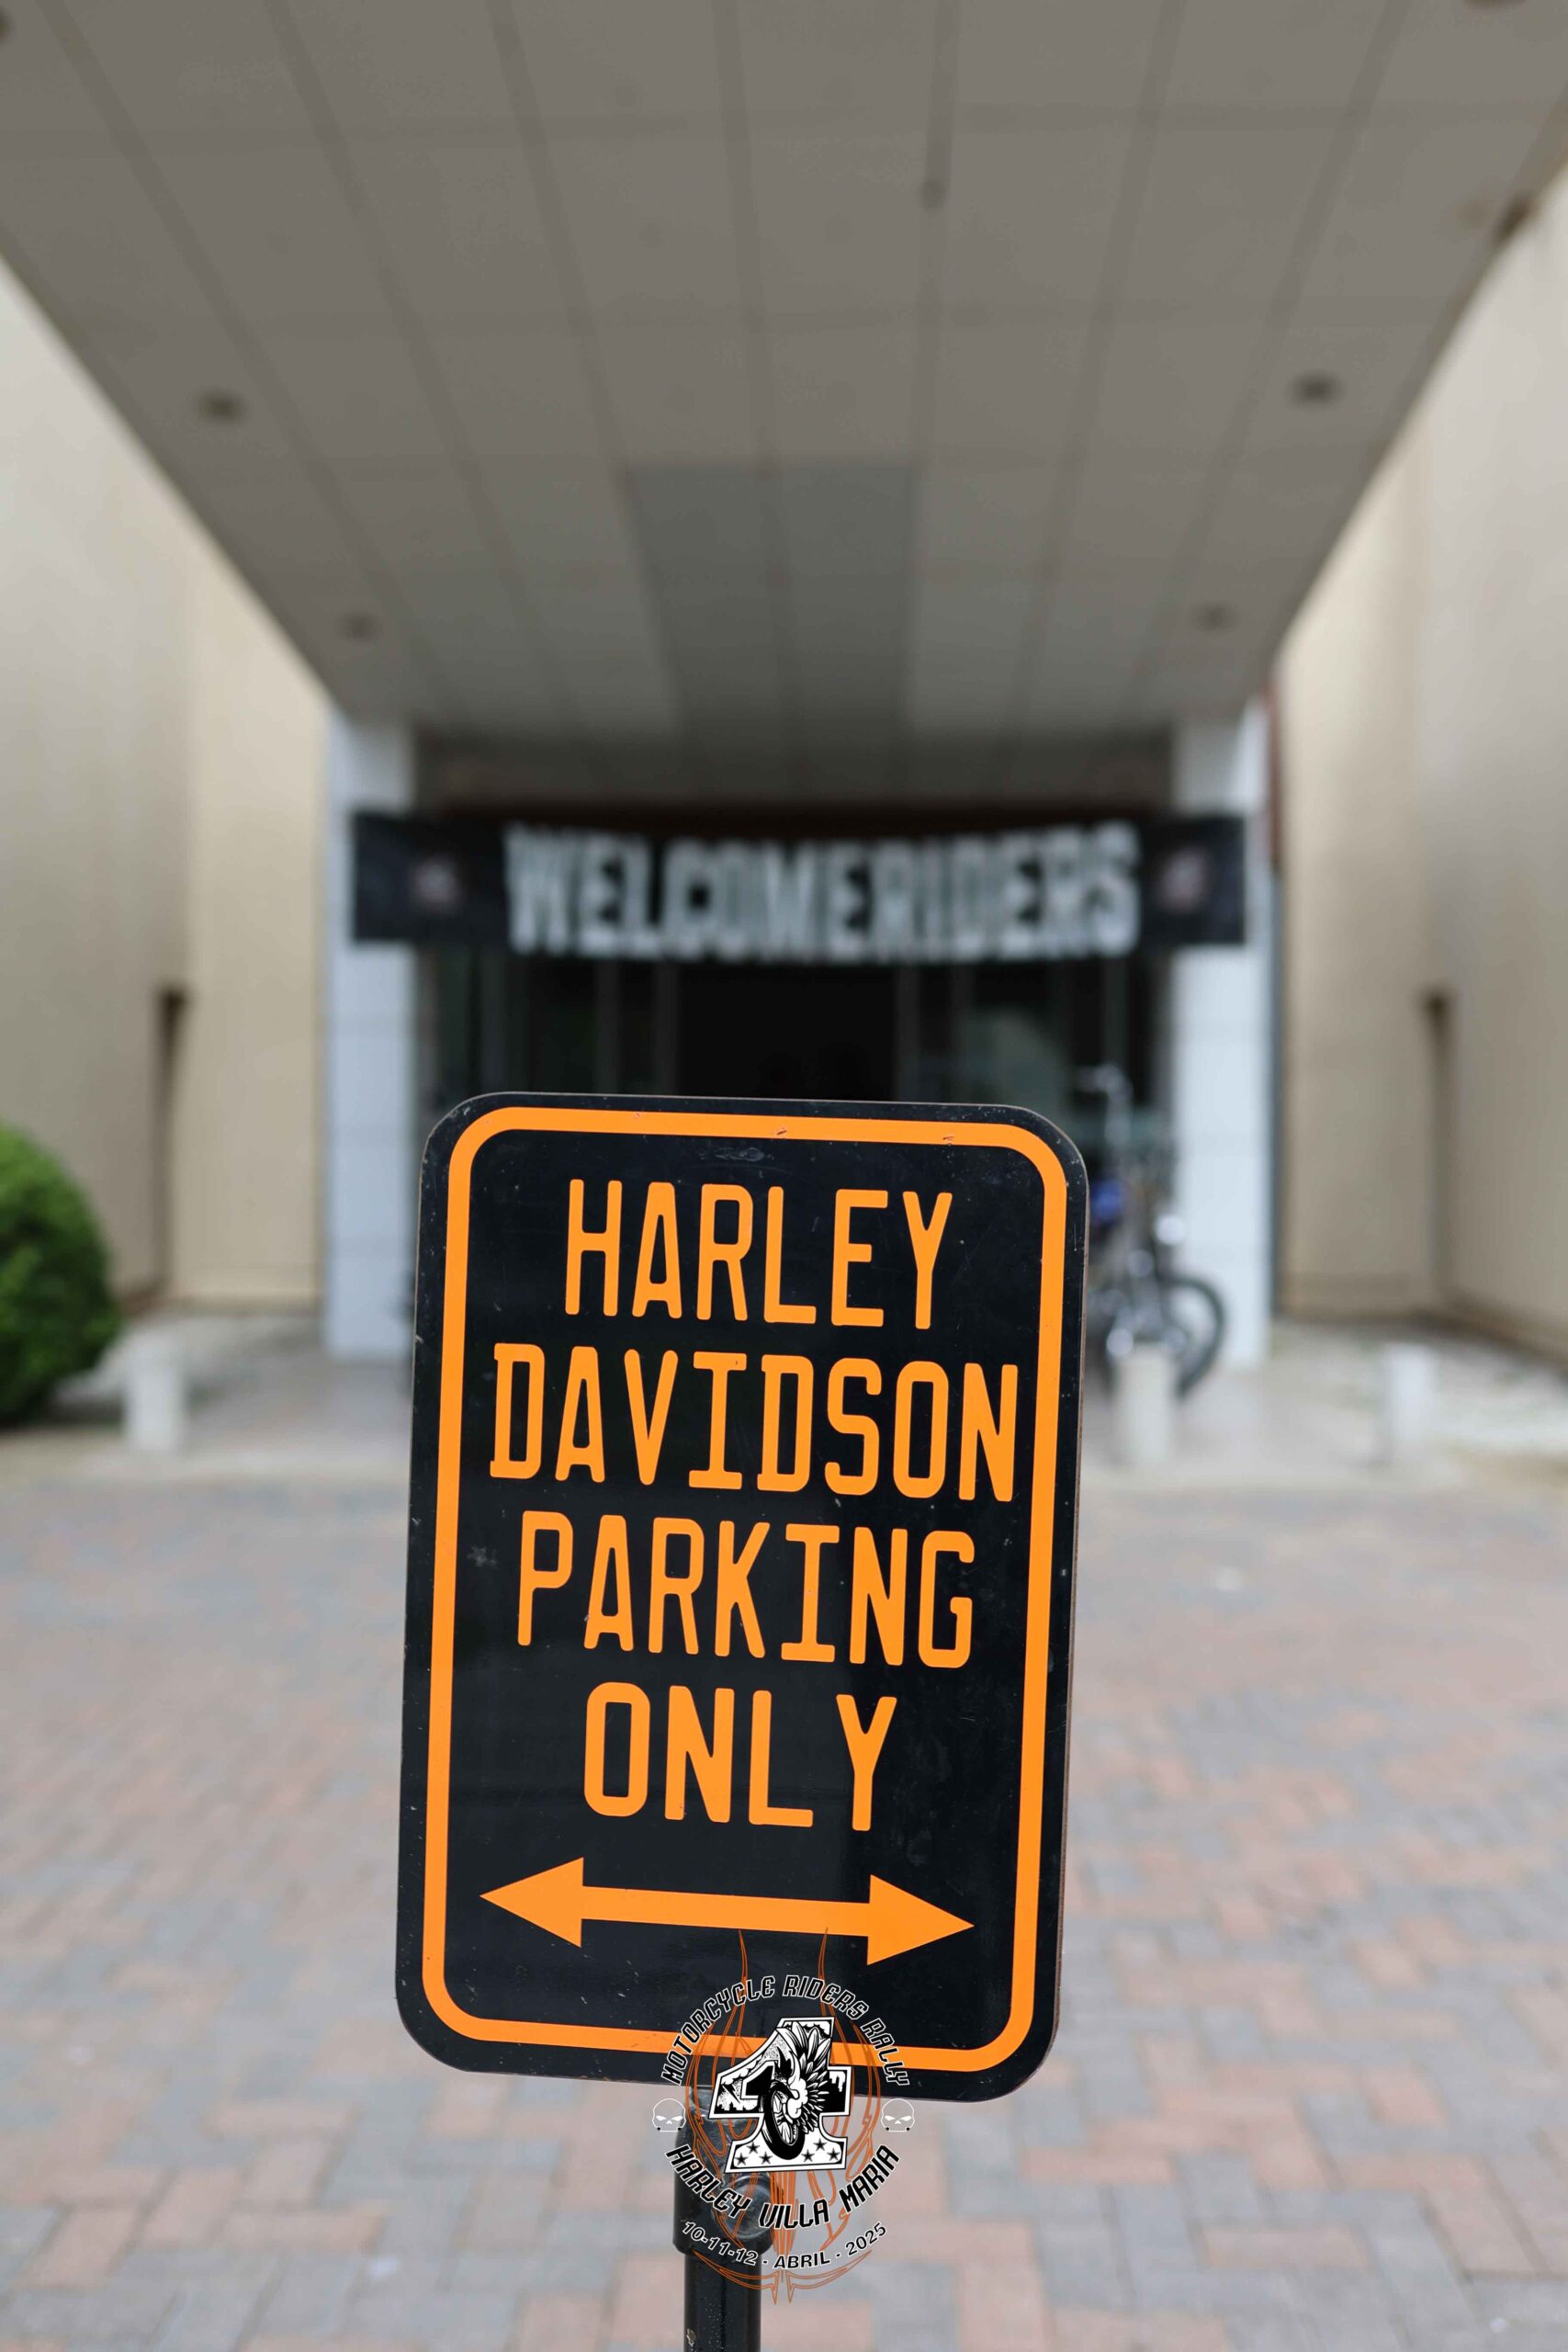 WELCOME RIDERS
HARLEY
DAVIDSON
PARKING
ONLY
MOTORCYCLE RIDERS RALLY
HARLEY VILLA MARIA
10-11-12 - ABRIL - 2025